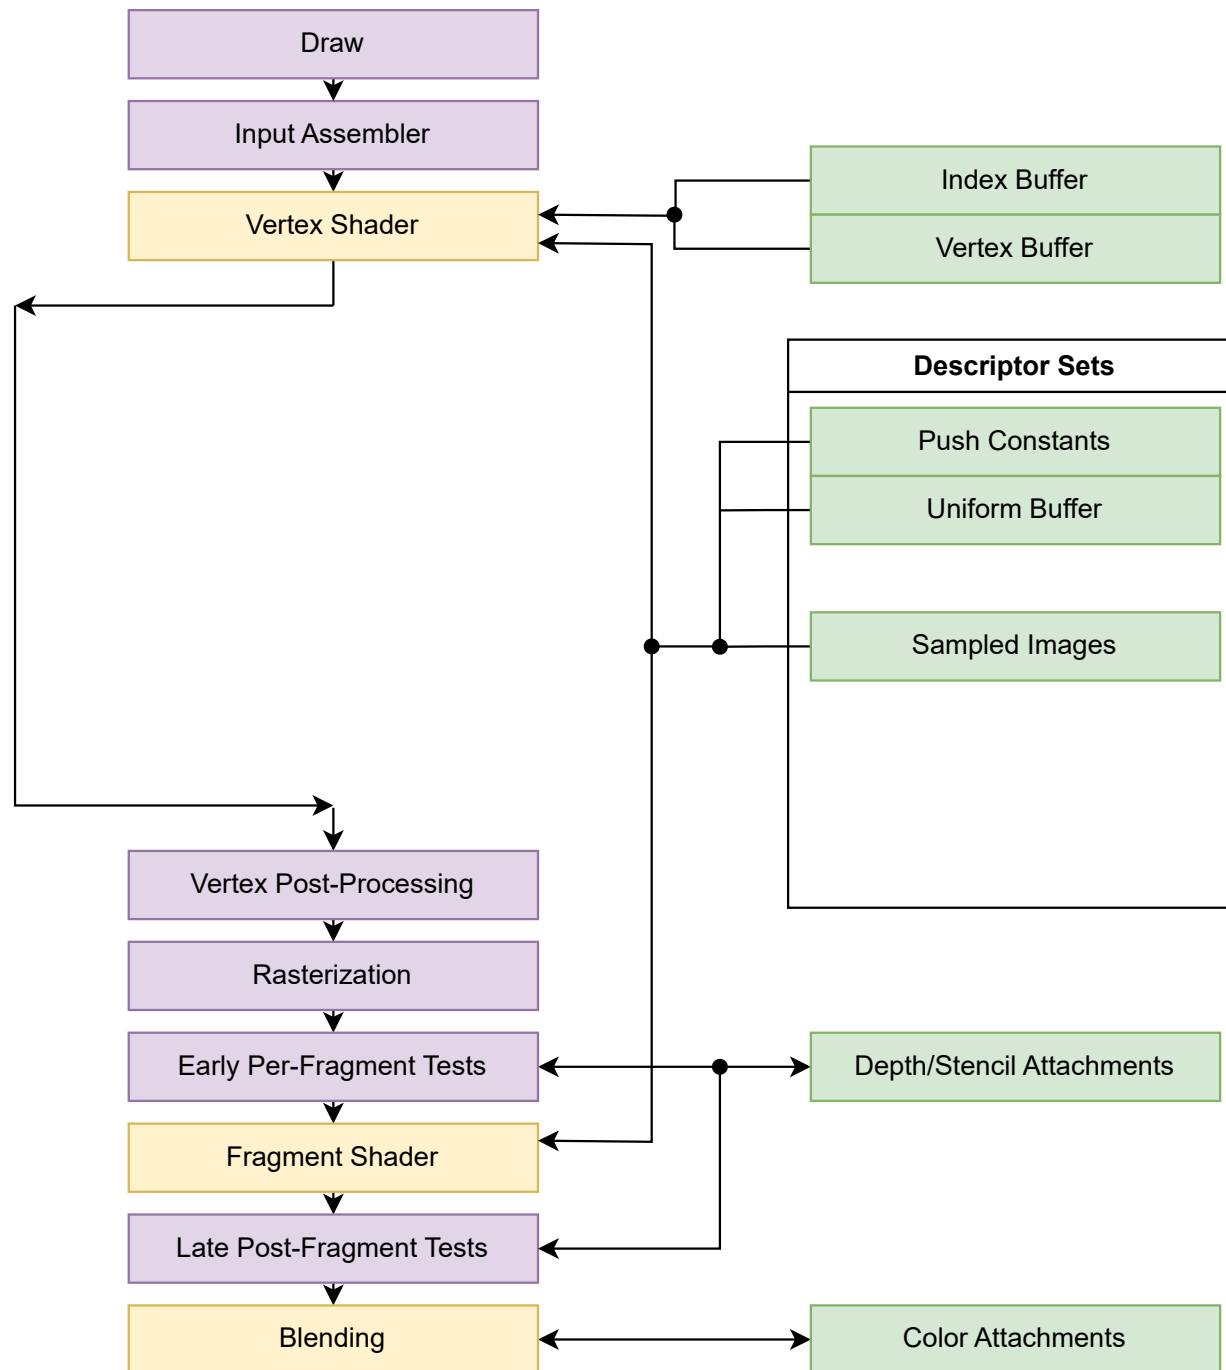 Draw
Input Assembler
Vertex Shader
Index Buffer
Vertex Buffer
Descriptor Sets
Push Constants
Uniform Buffer
Sampled Images
Vertex Post-Processing
Rasterization
Early Per-Fragment Tests
Depth/Stencil Attachments
Fragment Shader
Late Post-Fragment Tests
Blending
Color Attachments